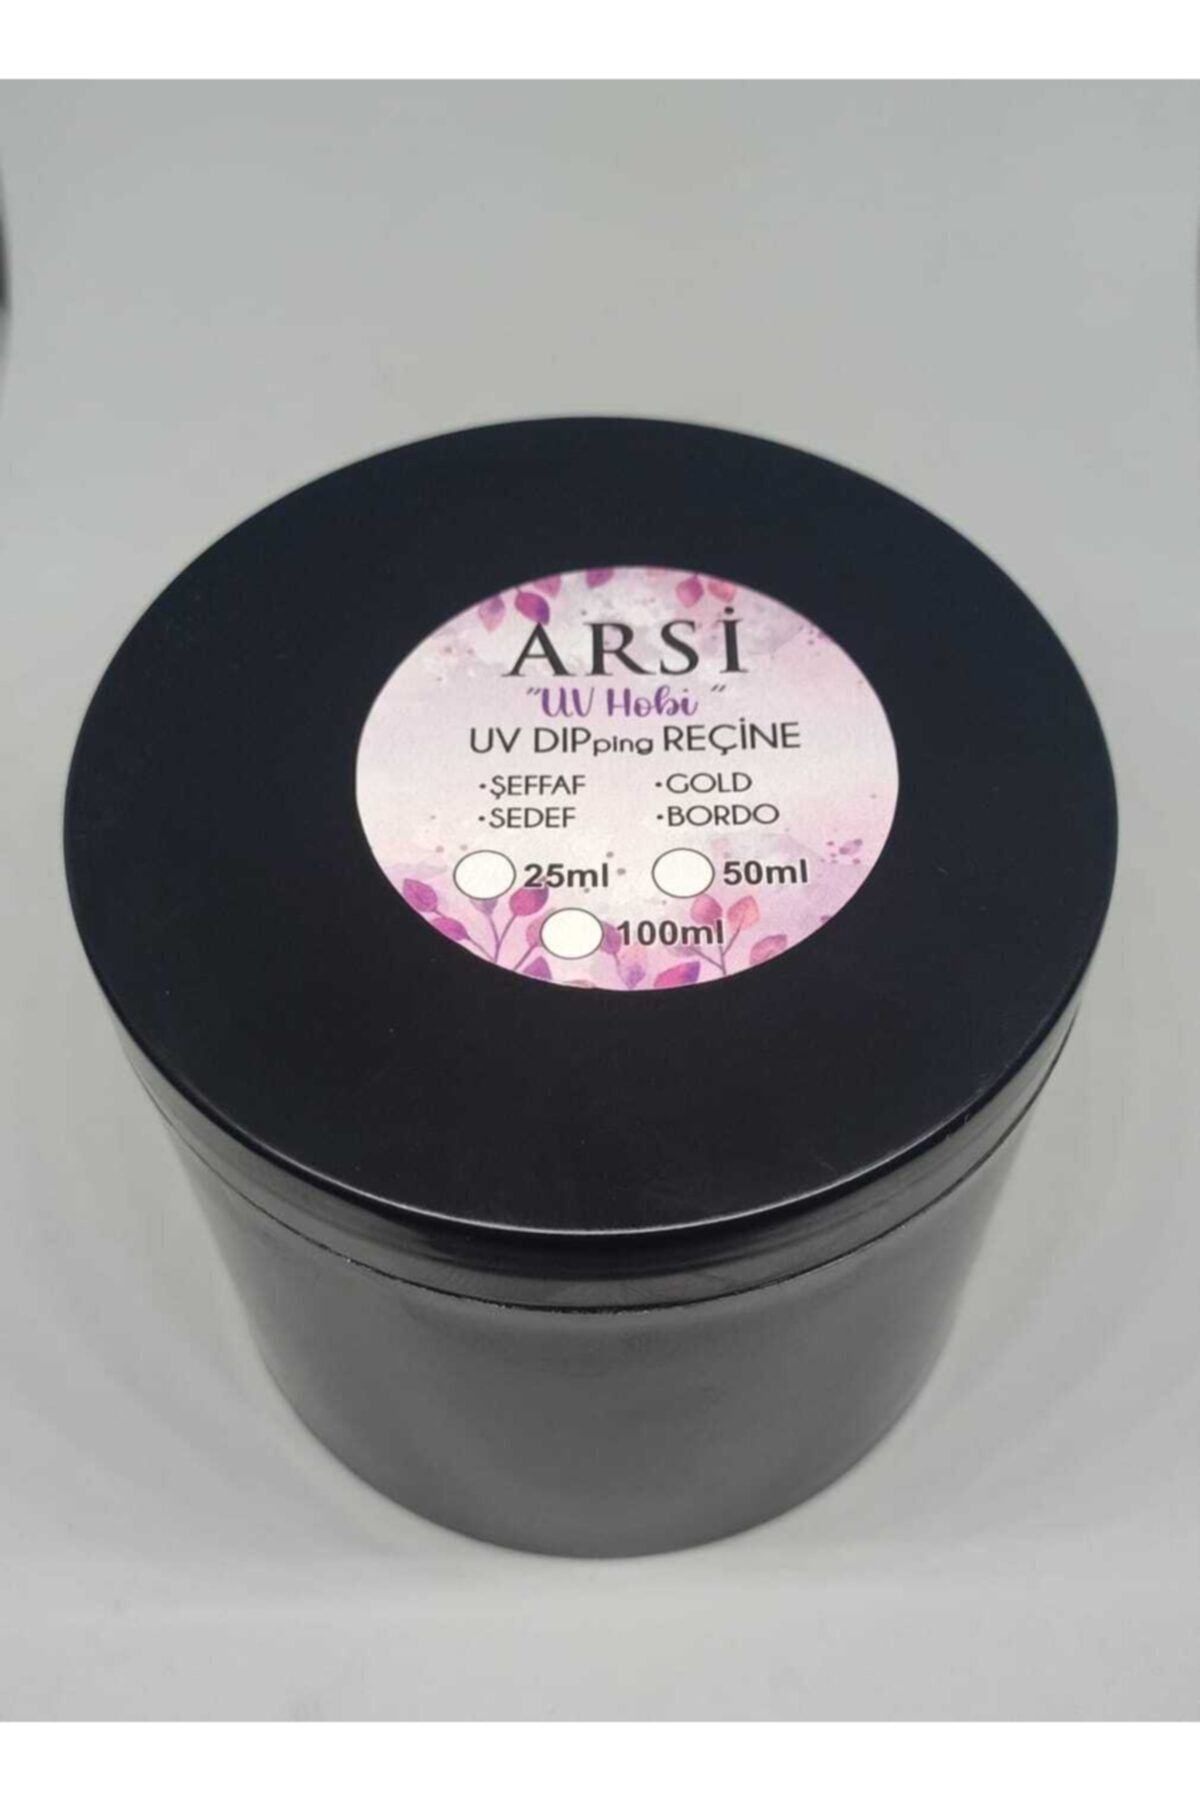 ARSİ
"UV Hobi"
UV DIPping REÇİNE
·ŞEFFAF ·GOLD
·SEDEF ·BORDO
25ml 50ml
100ml